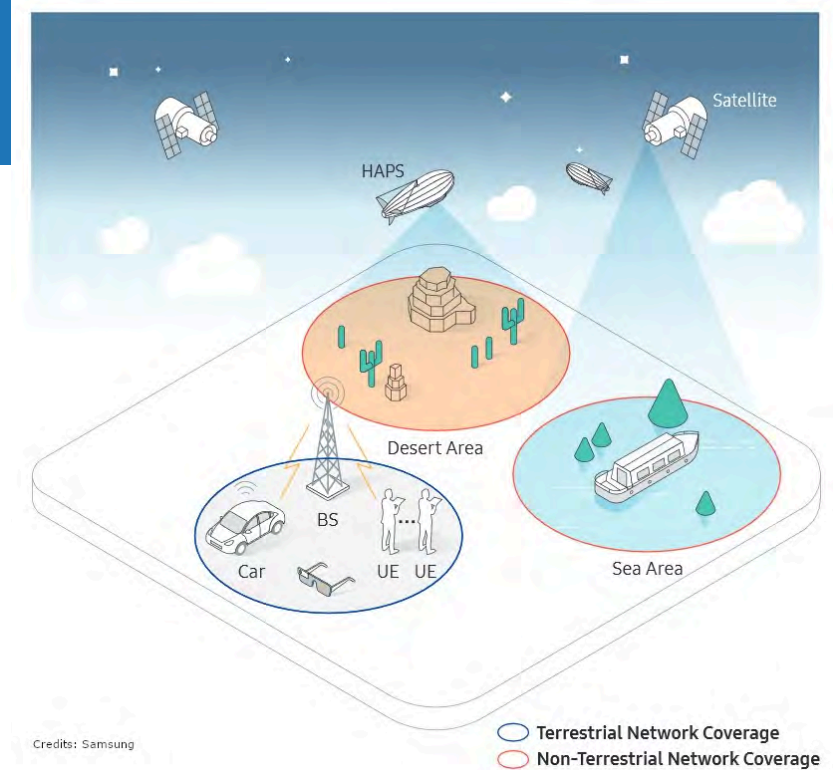 Satellite
HAPS
Desert Area
BS
Car
UE UE
Sea Area
Credits: Samsung
Terrestrial Network Coverage
Non-Terrestrial Network Coverage